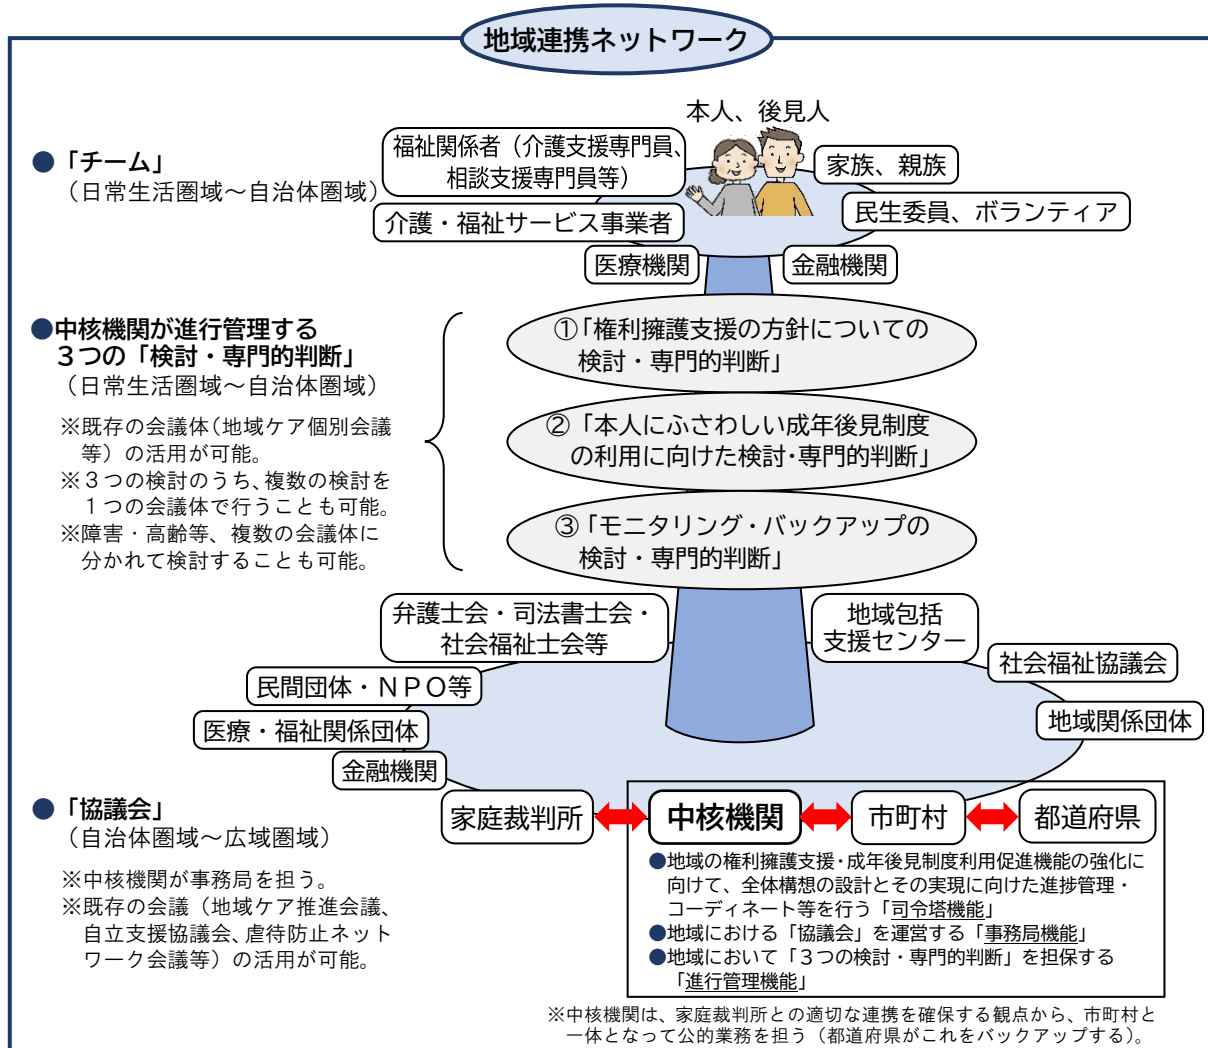 地域連携ネットワーク
本人、後見人
●「チーム」
（日常生活圏域～自治体圏域）
福祉関係者（介護支援専門員、
相談支援専門員等）
家族、親族
介護・福祉サービス事業者
民生委員、ボランティア
医療機関
金融機関
●中核機関が進行管理する
３つの「検討・専門的判断」
（日常生活圏域～自治体圏域）
※既存の会議体（地域ケア個別会議
等）の活用が可能。
※３つの検討のうち、複数の検討を
１つの会議体で行うことも可能。
※障害・高齢等、複数の会議体に
分かれて検討することも可能。
①「権利擁護支援の方針についての
検討・専門的判断」
②「本人にふさわしい成年後見制度
の利用に向けた検討・専門的判断」
③「モニタリング・バックアップの
検討・専門的判断」
弁護士会・司法書士会・
社会福祉士会等
地域包括
支援センター
社会福祉協議会
民間団体・ＮＰＯ等
医療・福祉関係団体
地域関係団体
金融機関
●「協議会」
（自治体圏域～広域圏域）
※中核機関が事務局を担う。
※既存の会議（地域ケア推進会議、
自立支援協議会、虐待防止ネット
ワーク会議等）の活用が可能。
家庭裁判所
中核機関
市町村
都道府県
●地域の権利擁護支援・成年後見制度利用促進機能の強化に
向けて、全体構想の設計とその実現に向けた進捗管理・
コーディネート等を行う「司令塔機能」
●地域における「協議会」を運営する「事務局機能」
●地域において「３つの検討・専門的判断」を担保する
「進行管理機能」
※中核機関は、家庭裁判所との適切な連携を確保する観点から、市町村と
一体となって公的業務を担う（都道府県がこれをバックアップする）。